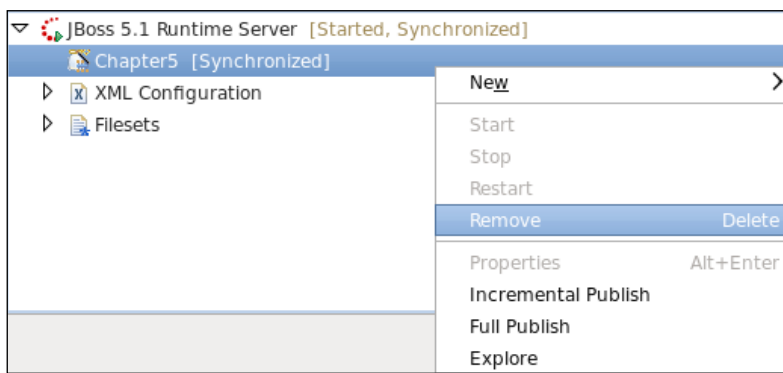 JBoss 5.1 Runtime Server [Started, Synchronized]
Chapter5 [Synchronized]
XML Configuration
Filesets
New
Start
Stop
Restart
Remove Delete
Properties Alt+Enter
Incremental Publish
Full Publish
Explore